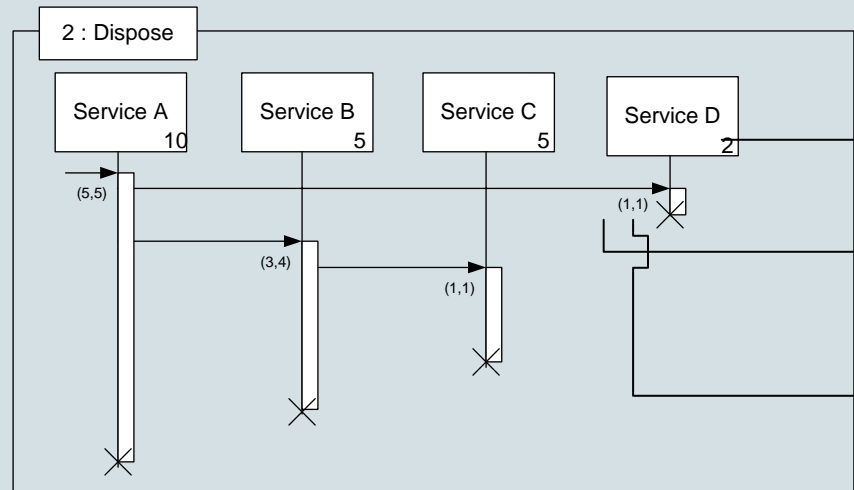 2 : Dispose
Service A
10
Service B
5
Service C
5
Service D
2
(5,5)
(1,1)
(3,4)
(1,1)